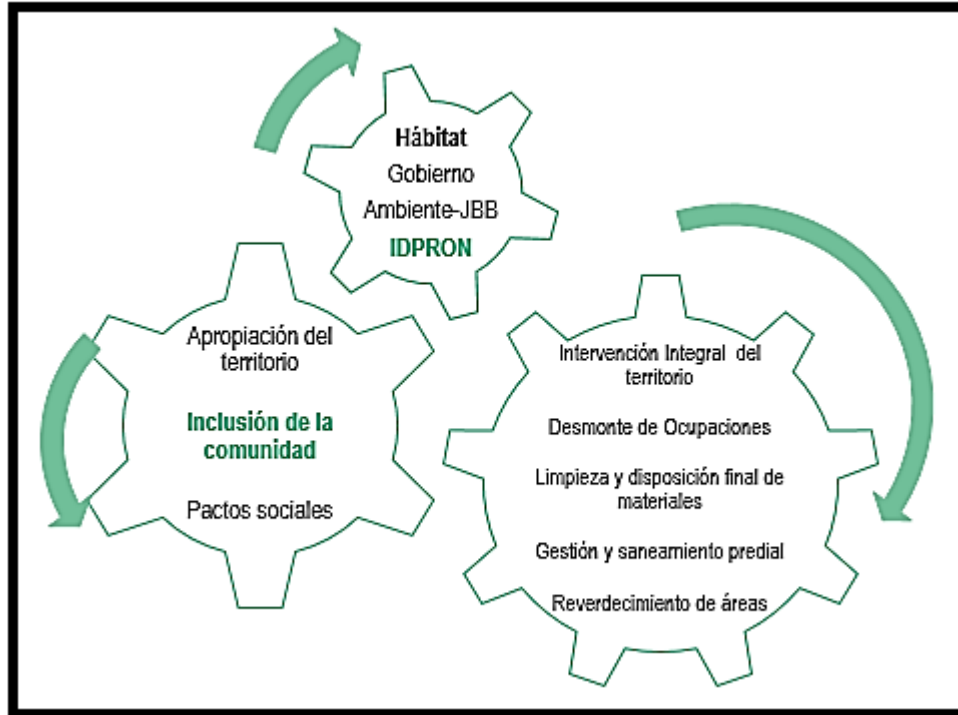 Hábitat
Gobierno
Ambiente-JBB
IDPRON
Apropiación del
territorio
Inclusión de la
comunidad
Pactos sociales
Intervención Integral del
territorio
Desmonte de Ocupaciones
Limpieza y disposición final de
materiales
Gestión y saneamiento predial
Reverdecimiento de áreas